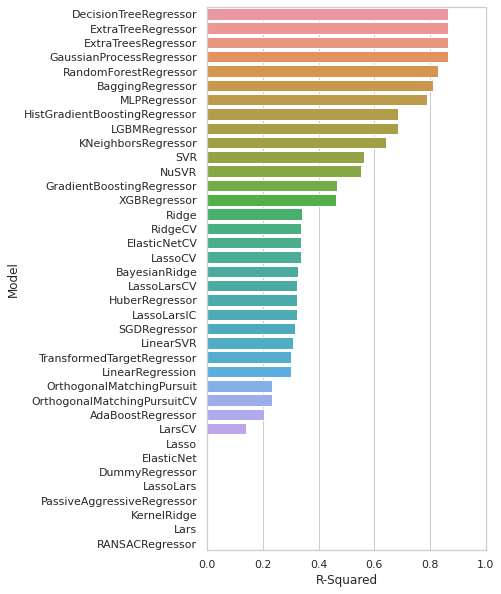 DecisionTreeRegressor
ExtraTreeRegressor
ExtraTreesRegressor
GaussianProcessRegressor
RandomForestRegressor
BaggingRegressor
MLPRegressor
HistGradientBoostingRegressor
LGBMRegressor
KNeighborsRegressor
SVR
NuSVR
GradientBoostingRegressor
XGBRegressor
Ridge
RidgeCV
ElasticNetCV
LassoCV
BayesianRidge
LassoLarsCV
HuberRegressor
LassoLarsIC
SGDRegressor
LinearSVR
TransformedTargetRegressor
LinearRegression
OrthogonalMatchingPursuit
OrthogonalMatchingPursuitCV
AdaBoostRegressor
LarsCV
Lasso
ElasticNet
DummyRegressor
LassoLars
PassiveAggressiveRegressor
KernelRidge
Lars
RANSACRegressor
Model
0.0 0.2 0.4 0.6 0.8 1.0
R-Squared